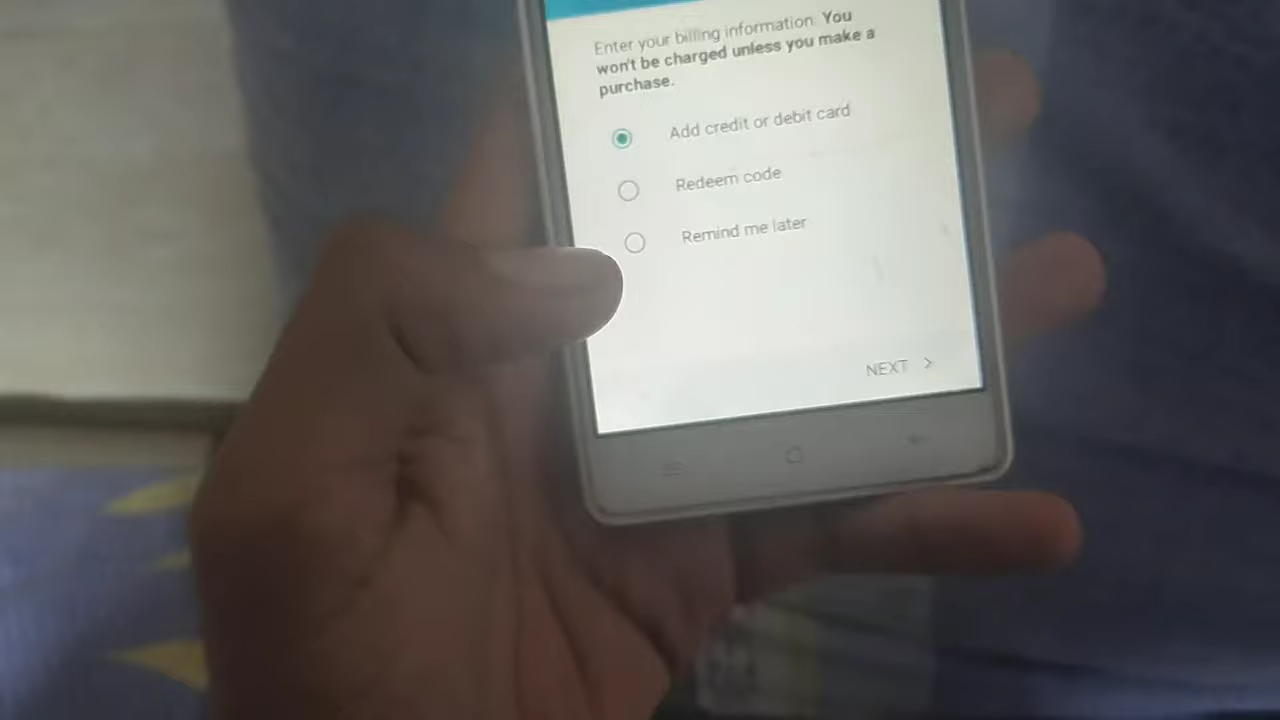 Enter your billing information. You
won't be charged unless you make a
purchase.
Add credit or debit card
Redeem code
Remind me later
NEXT